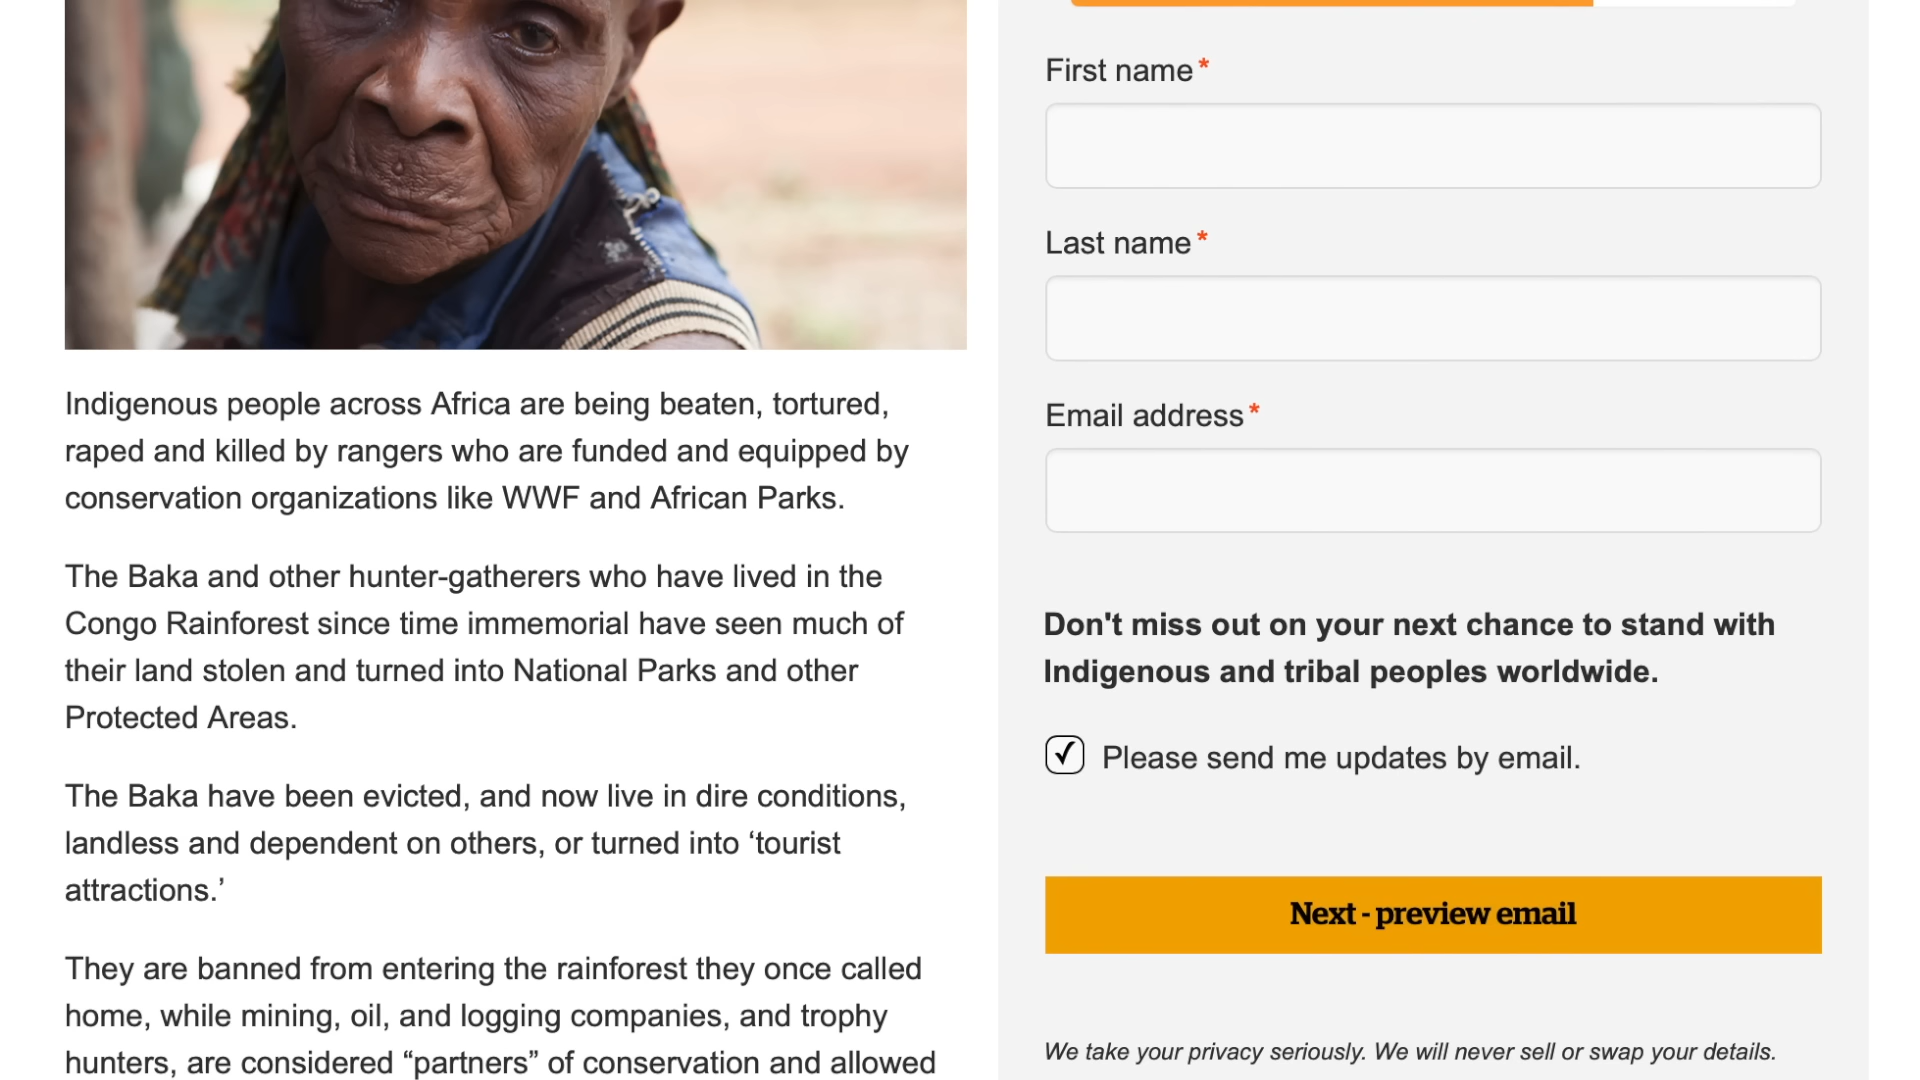 Indigenous people across Africa are being beaten, tortured,
raped and killed by rangers who are funded and equipped by
conservation organizations like WWF and African Parks.
The Baka and other hunter-gatherers who have lived in the
Congo Rainforest since time immemorial have seen much of
their land stolen and turned into National Parks and other
Protected Areas.
The Baka have been evicted, and now live in dire conditions,
landless and dependent on others, or turned into ‘tourist
attractions.’
They are banned from entering the rainforest they once called
home, while mining, oil, and logging companies, and trophy
hunters, are considered “partners” of conservation and allowed
First name*
Last name*
Email address*
Don't miss out on your next chance to stand with
Indigenous and tribal peoples worldwide.
Please send me updates by email.
Next - preview email
We take your privacy seriously. We will never sell or swap your details.